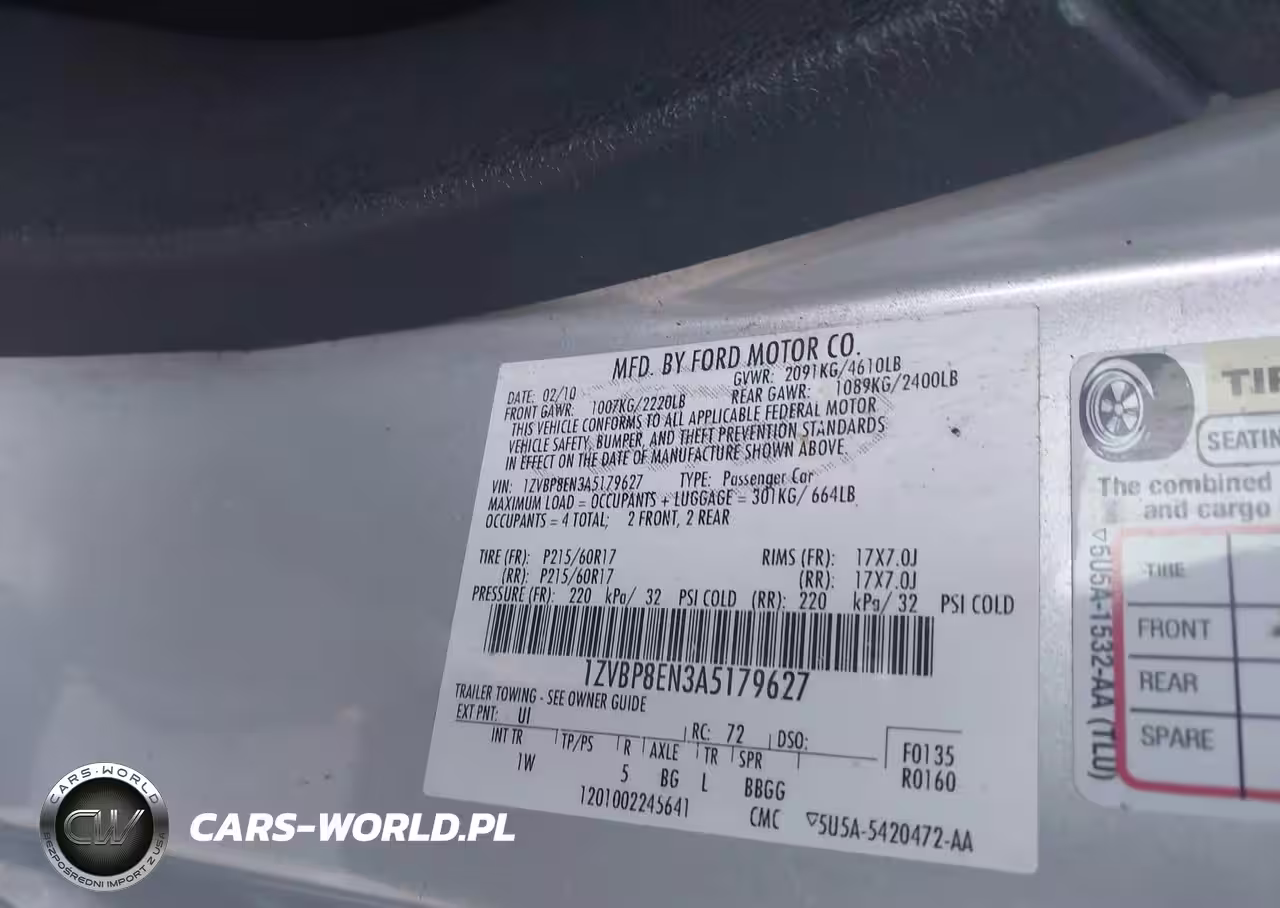 MFD. BY FORD MOTOR CO.
DATE: 02/10 GVWR: 2091KG/4610LB
FRONT GAWR: 1007KG/2220LB REAR GAWR: 1089KG/2400LB
THIS VEHICLE CONFORMS TO ALL APPLICABLE FEDERAL MOTOR
VEHICLE SAFETY, BUMPER, AND THEFT PREVENTION STANDARDS
IN EFFECT ON THE DATE OF MANUFACTURE SHOWN ABOVE.
VIN: 1ZVBP8EN3A5179627 TYPE: Passenger Car
MAXIMUM LOAD = OCCUPANTS + LUGGAGE = 301KG/ 664LB
OCCUPANTS = 4 TOTAL; 2 FRONT, 2 REAR
TIRE (FR): P215/60R17 RIMS (FR): 17X7.0J
(RR): P215/60R17 (RR): 17X7.0J
PRESSURE (FR): 220 kPa/ 32 PSI COLD (RR): 220 kPa/ 32 PSI COLD
1ZVBP8EN3A5179627
TRAILER TOWING - SEE OWNER GUIDE
EXT PNT: UI RC: 72 DSO:
INT TR TP/PS R AXLE TR SPR F0135
1W 5 BG L BBGG R0160
1201002245641 CMC ▽5U5A-5420472-AA
TIR
SEATIN
The combined
and cargo
TIRE
FRONT
REAR
SPARE
▽5U5A-1532-AA (TLU)
CARS-WORLD
CW
BEZPOŚREDNI IMPORT Z USA
CARS-WORLD.PL